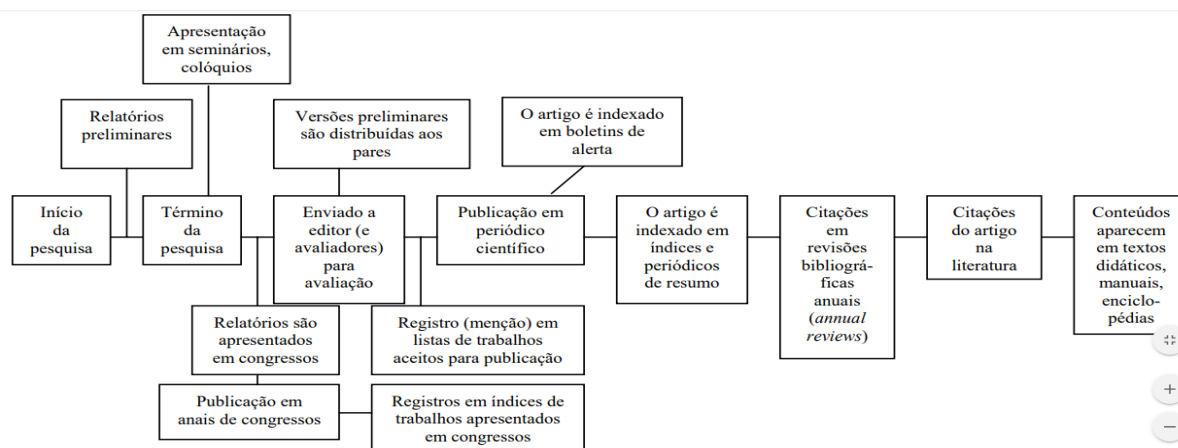 Apresentação
em seminários,
colóquios
Relatórios
preliminares
Versões preliminares
são distribuídas aos
pares
O artigo é indexado
em boletins de
alerta
Início
da
pesquisa
Término
da
pesquisa
Enviado a
editor (e
avaliadores)
para
avaliação
Publicação em
periódico
científico
O artigo é
indexado em
índices e
periódicos
de resumo
Citações
em
revisões
bibliográ-
ficas
anuais
(annual
reviews)
Citações
do artigo
na
literatura
Conteúdos
aparecem
em textos
didáticos,
manuais,
enciclo-
pédias
Relatórios são
apresentados
em congressos
Registro (menção) em
listas de trabalhos
aceitos para publicação
Publicação em
anais de congressos
Registros em índices de
trabalhos apresentados
em congressos